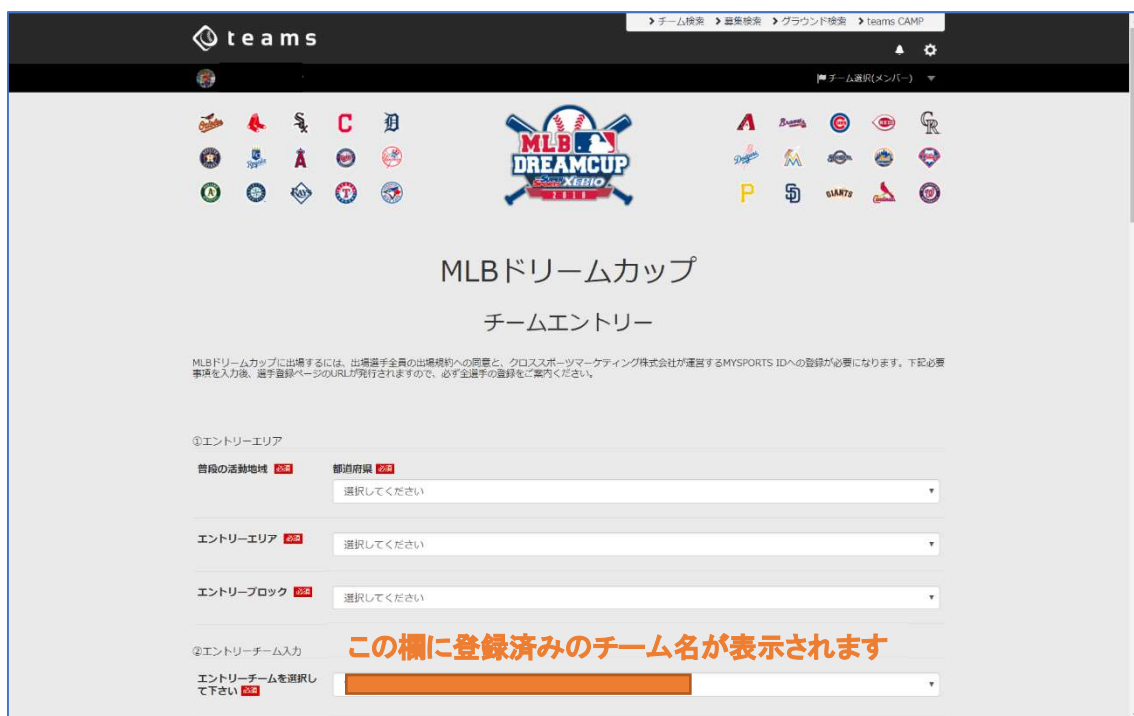 チーム検索 募集検索 グラウンド検索 teams CAMP
teams
チーム選択(メンバー)
MLB
DREAMCUP
XEBIO
MLBドリームカップ
チームエントリー
MLBドリームカップに出場するには、出場選手全員の出場規約への同意と、クロススポーツマーケティング株式会社が運営するMYSPORTS IDへの登録が必要になります。下記必要
事項を入力後、選手登録ページのURLが発行されますので、必ず全選手の登録をご案内ください。
①エントリーエリア
普段の活動地域 必須 都道府県 必須
選択してください
エントリーエリア 必須 選択してください
エントリーブロック 必須 選択してください
この欄に登録済みのチーム名が表示されます
②エントリーチーム入力
エントリーチームを選択し
て下さい 必須